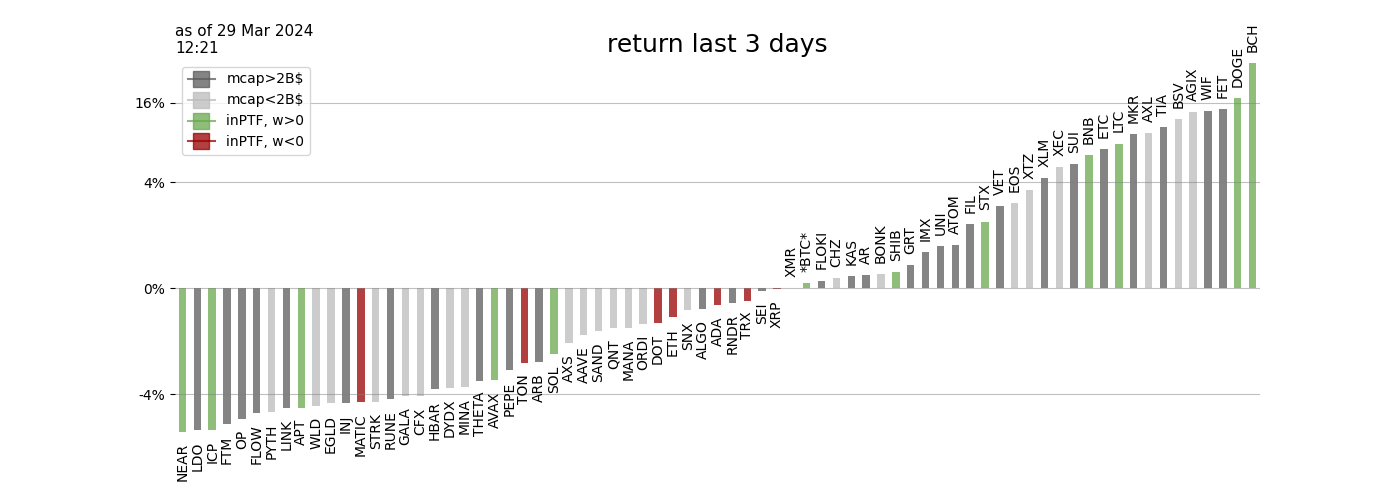 as of 29 Mar 2024
12:21
return last 3 days
mcap>2B$
mcap<2B$
inPTF, w>0
inPTF, w<0
16%
4%
0%
-4%
NEAR
LDO
ICP
FTM
OP
FLOW
PYTH
LINK
APT
WLD
EGLD
INJ
MATIC
STRK
RUNE
GALA
CFX
HBAR
DYDX
MINA
THETA
AVAX
PEPE
TON
ARB
SOL
AXS
AAVE
SAND
QNT
MANA
ORDI
DOT
ETH
SNX
ALGO
ADA
RNDR
TRX
SEI
XRP
XMR
*BTC*
FLOKI
CHZ
KAS
AR
BONK
SHIB
GRT
IMX
UNI
ATOM
FIL
STX
VET
EOS
XTZ
XLM
XEC
SUI
BNB
ETC
LTC
MKR
AXL
TIA
BSV
AGIX
WIF
FET
DOGE
BCH